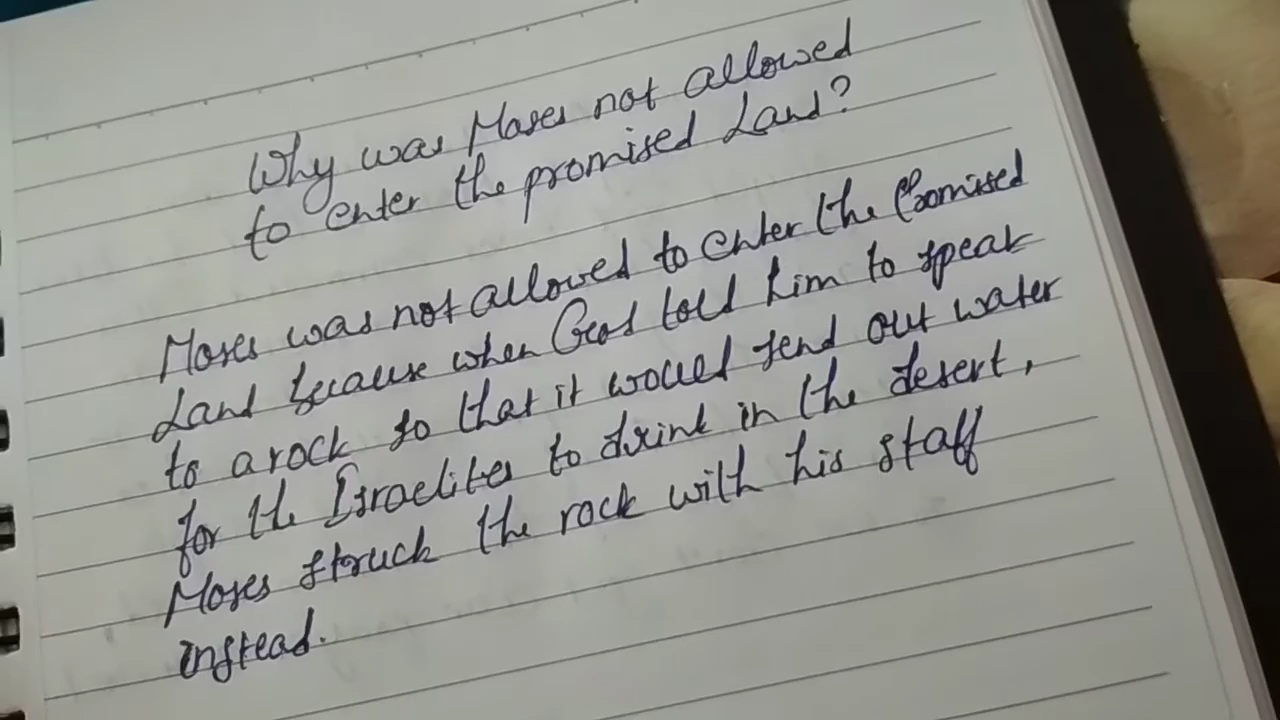 Why was Moses not allowed
to enter the promised Land?
Moses was not allowed to enter the Promised
Land because when God told him to speak
to a rock so that it would send out water
for the Israelites to drink in the desert,
Moses struck the rock with his staff
instead.